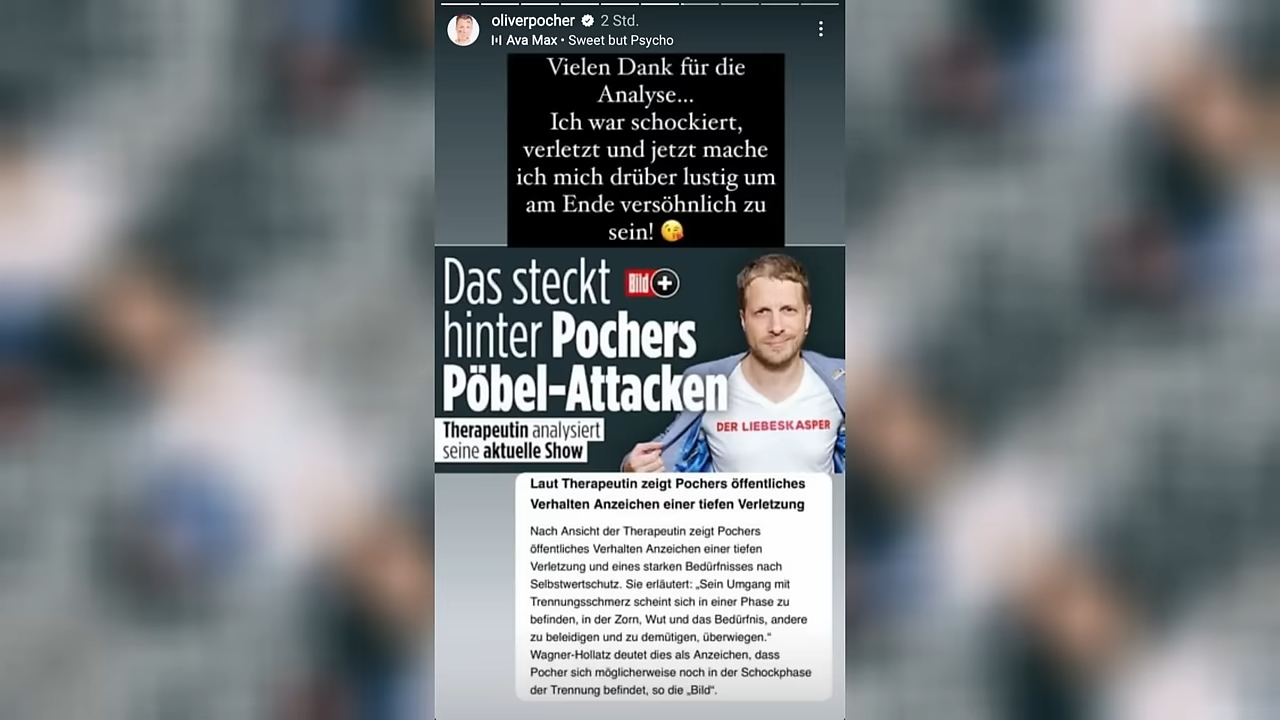 oliverpocher 2 Std.
Ava Max • Sweet but Psycho
Vielen Dank für die
Analyse...
Ich war schockiert,
verletzt und jetzt mache
ich mich drüber lustig um
am Ende versöhnlich zu
sein! 😘
Das steckt Bild+
hinter Pochers
Pöbel-Attacken
DER LIEBESKASPER
Therapeutin analysiert
seine aktuelle Show
Laut Therapeutin zeigt Pochers öffentliches
Verhalten Anzeichen einer tiefen Verletzung
Nach Ansicht der Therapeutin zeigt Pochers
öffentliches Verhalten Anzeichen einer tiefen
Verletzung und eines starken Bedürfnisses nach
Selbstwertschutz. Sie erläutert: „Sein Umgang mit
Trennungsschmerz scheint sich in einer Phase zu
befinden, in der Zorn, Wut und das Bedürfnis, andere
zu beleidigen und zu demütigen, überwiegen.“
Wagner-Hollatz deutet dies als Anzeichen, dass
Pocher sich möglicherweise noch in der Schockphase
der Trennung befindet, so die „Bild“.